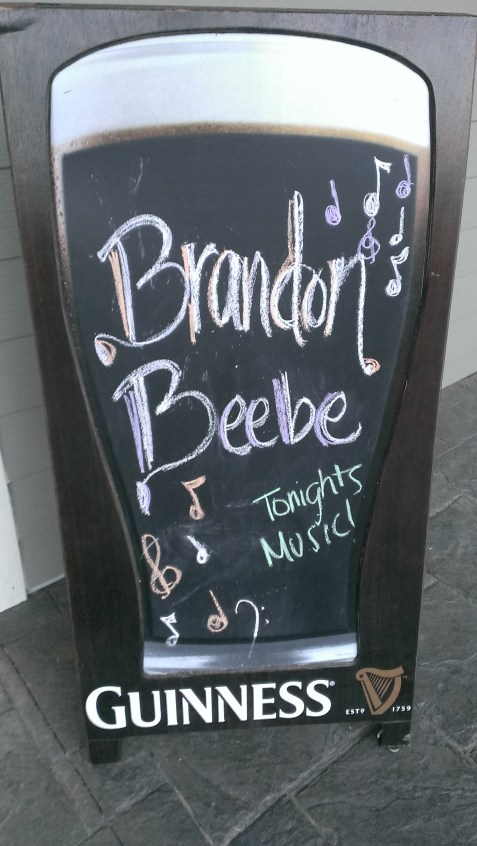 Brandon
Beebe
Tonights
Music!
GUINNESS®
ESTD 1759